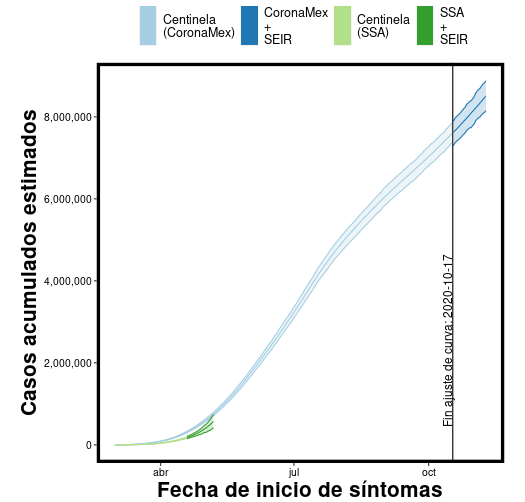 Centinela
(CoronaMex)
CoronaMex
+
SEIR
Centinela
(SSA)
SSA
+
SEIR
Casos acumulados estimados
8,000,000
6,000,000
4,000,000
2,000,000
0
Fin ajuste de curva: 2020-10-17
abr
jul
oct
Fecha de inicio de síntomas